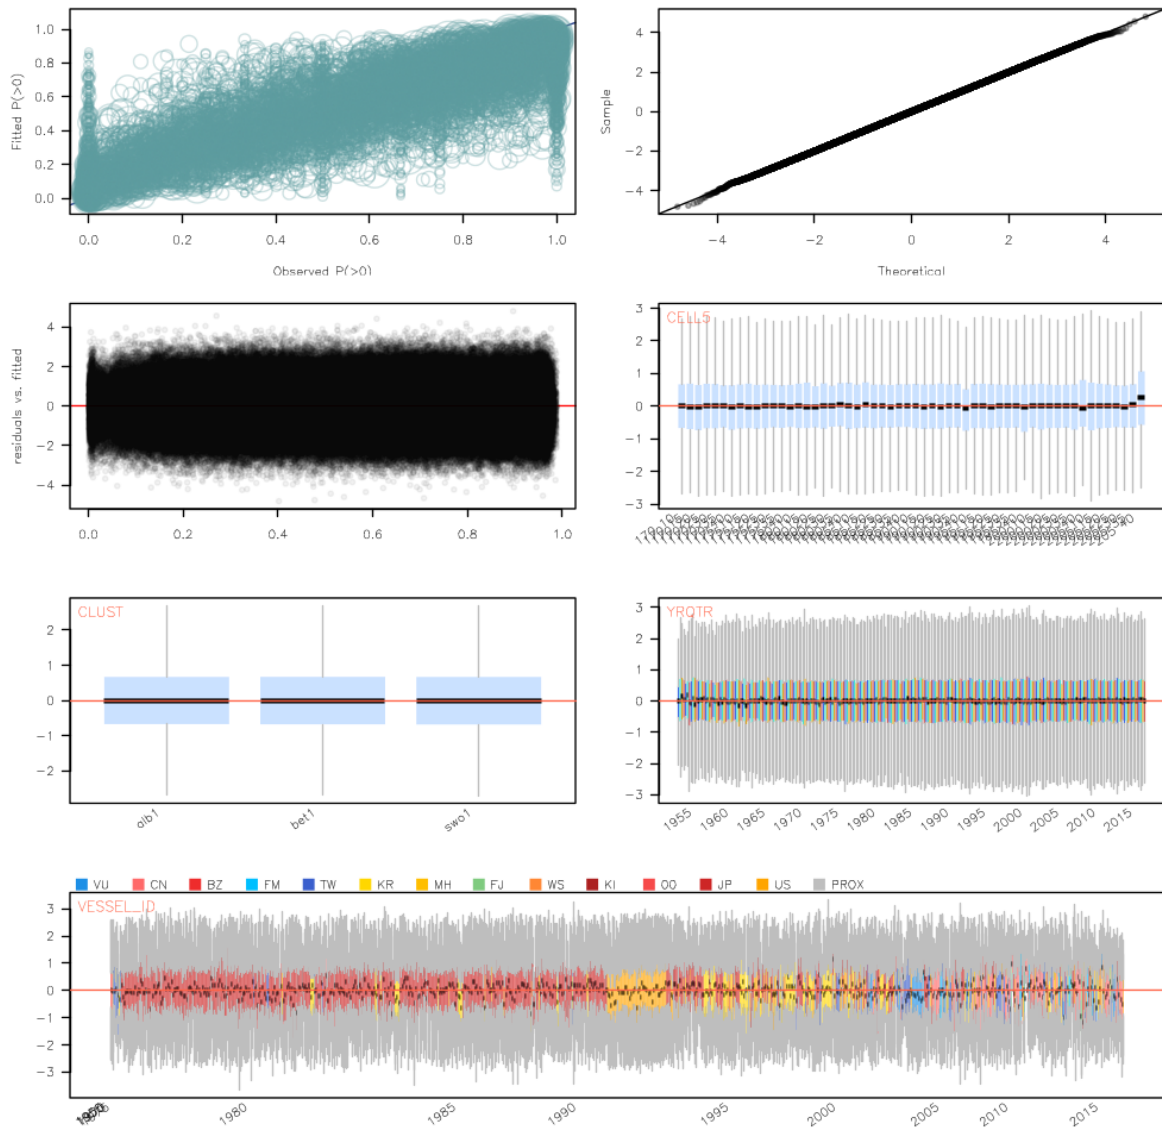 Fitted P(>0)
1.0
0.8
0.6
0.4
0.2
0.0
0.0 0.2 0.4 0.6 0.8 1.0
Observed P(>0)
Sample
4
2
0
−2
−4
−4 −2 0 2 4
Theoretical
residuals vs. fitted
4
2
0
−2
−4
0.0 0.2 0.4 0.6 0.8 1.0
CELL5
3
2
1
0
−1
−2
−3
CLUST
2
1
0
−1
−2
alb1 bet1 swo1
YRQTR
3
2
1
0
−1
−2
−3
1955 1960 1965 1970 1975 1980 1985 1990 1995 2000 2005 2010 2015
VU CN BZ FM TW KR MH FJ WS KI OO JP US PROX
VESSEL_ID
3
2
1
0
−1
−2
−3
1980 1985 1990 1995 2000 2005 2010 2015